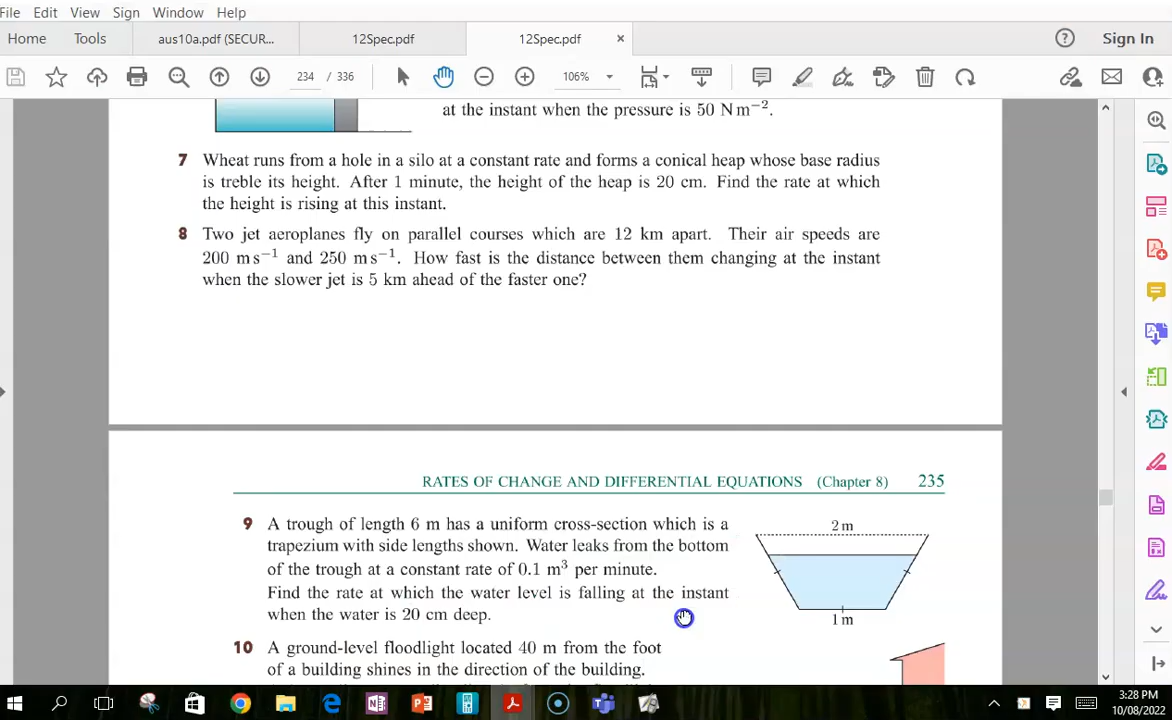 File Edit View Sign Window Help
Home Tools aus10a.pdf (SECUR... 12Spec.pdf 12Spec.pdf × Sign In
234 / 336 106%
at the instant when the pressure is 50 N m⁻².
7 Wheat runs from a hole in a silo at a constant rate and forms a conical heap whose base radius
is treble its height. After 1 minute, the height of the heap is 20 cm. Find the rate at which
the height is rising at this instant.
8 Two jet aeroplanes fly on parallel courses which are 12 km apart. Their air speeds are
200 m s⁻¹ and 250 m s⁻¹. How fast is the distance between them changing at the instant
when the slower jet is 5 km ahead of the faster one?
RATES OF CHANGE AND DIFFERENTIAL EQUATIONS (Chapter 8) 235
9 A trough of length 6 m has a uniform cross-section which is a
trapezium with side lengths shown. Water leaks from the bottom
of the trough at a constant rate of 0.1 m³ per minute.
Find the rate at which the water level is falling at the instant
when the water is 20 cm deep.
2 m
1 m
10 A ground-level floodlight located 40 m from the foot
of a building shines in the direction of the building.
3:28 PM
10/08/2022